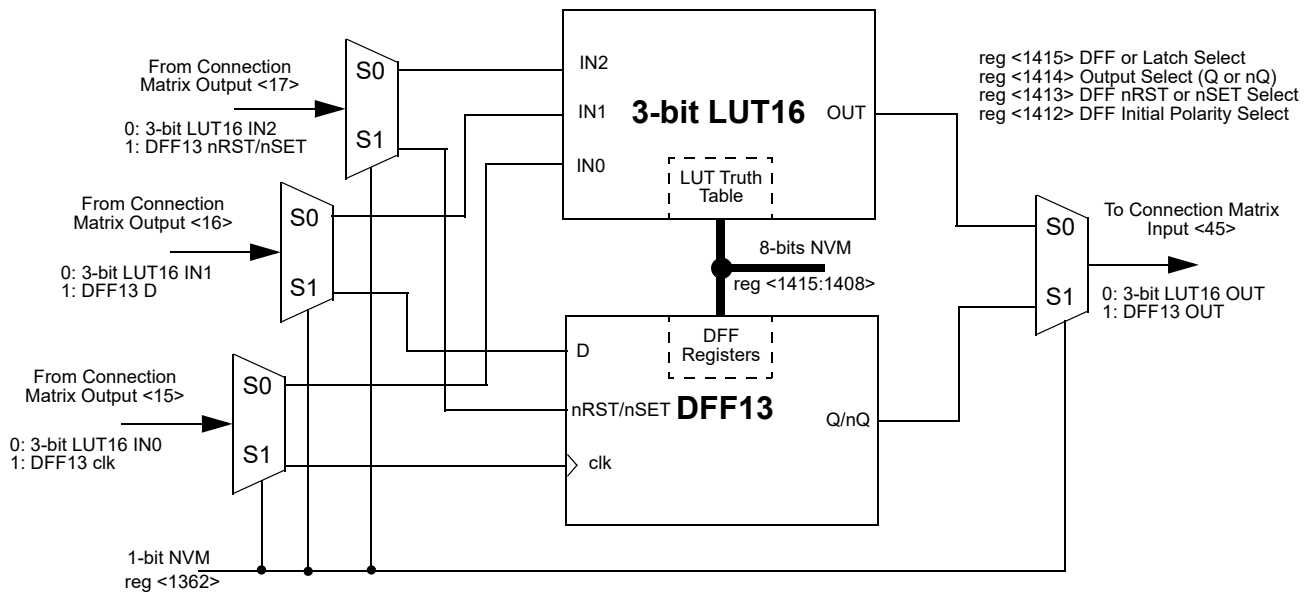 From Connection
Matrix Output <17>
0: 3-bit LUT16 IN2
1: DFF13 nRST/nSET
S0
S1
From Connection
Matrix Output <16>
0: 3-bit LUT16 IN1
1: DFF13 D
S0
S1
From Connection
Matrix Output <15>
0: 3-bit LUT16 IN0
1: DFF13 clk
S0
S1
1-bit NVM
reg <1362>
IN2
IN1
IN0
3-bit LUT16
OUT
LUT Truth
Table
8-bits NVM
reg <1415:1408>
DFF
Registers
D
nRST/nSET
DFF13
clk
Q/nQ
reg <1415> DFF or Latch Select
reg <1414> Output Select (Q or nQ)
reg <1413> DFF nRST or nSET Select
reg <1412> DFF Initial Polarity Select
S0
S1
To Connection Matrix
Input <45>
0: 3-bit LUT16 OUT
1: DFF13 OUT